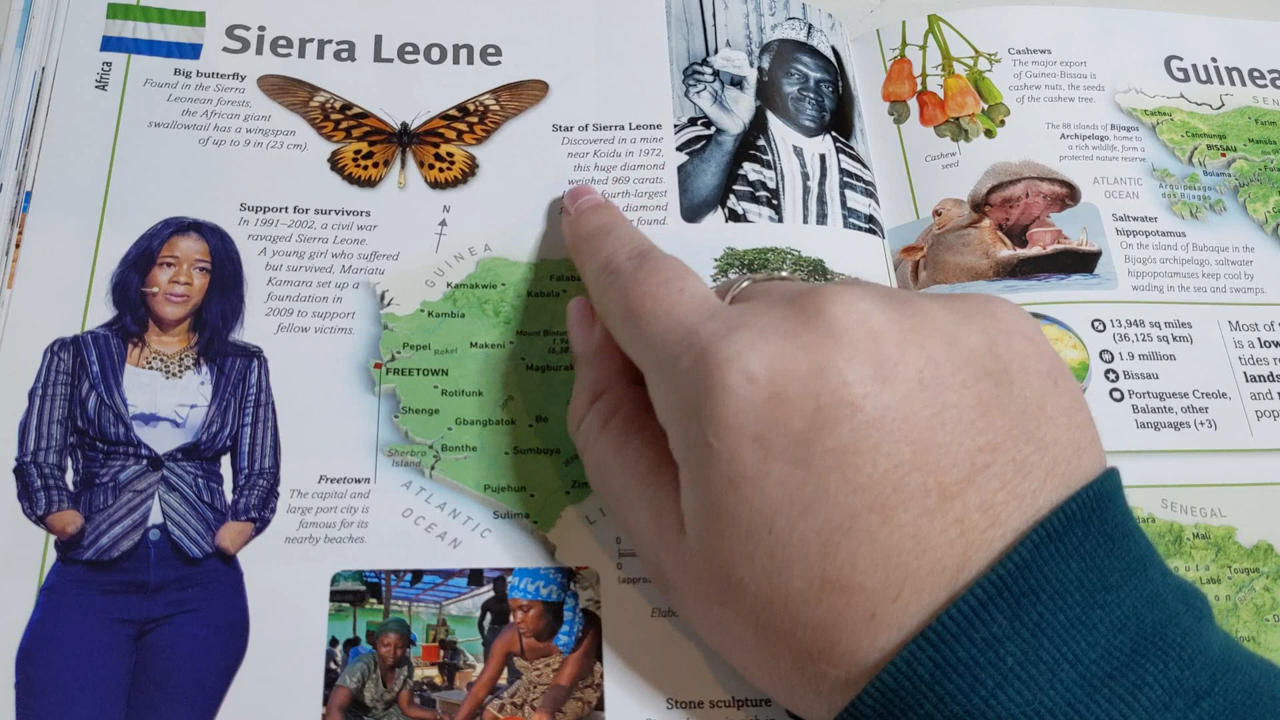 Sierra Leone
Africa
Big butterfly
Found in the Sierra
Leonean forests,
the African giant
swallowtail has a wingspan
of up to 9 in (23 cm).
Star of Sierra Leone
Discovered in a mine
near Koidu in 1972,
this huge diamond
weighed 969 carats.
fourth-largest
diamond
found.
Support for survivors
In 1991–2002, a civil war
ravaged Sierra Leone.
A young girl who suffered
but survived, Mariatu
Kamara set up a
foundation in
2009 to support
fellow victims.
N
GUINEA
Kamakwie
Falaba
Kabala
Kambia
Pepel
Rokel
Makeni
FREETOWN
Rotifunk
Shenge
Gbangbatok
Bo
Sherbro
Island
Bonthe
Sumbuya
Pujehun
Sulima
ATLANTIC
OCEAN
Freetown
The capital and
large port city is
famous for its
nearby beaches.
0
0
Stone sculpture
Cashews
The major export
of Guinea-Bissau is
cashew nuts, the seeds
of the cashew tree.
Cashew
seed
Guinea
The 88 islands of Bijagos
Archipelago, home to
a rich wildlife, form a
protected nature reserve.
Cacheu
Farim
Canchungo
Mansôa
BISSAU
Bolama
Arquipélago
dos Bijagós
ATLANTIC
OCEAN
Saltwater
hippopotamus
On the island of Bubaque in the
Bijagós archipelago, saltwater
hippopotamuses keep cool by
wading in the sea and swamps.
13,948 sq miles
(36,125 sq km)
1.9 million
Bissau
Portuguese Creole,
Balante, other
languages (+3)
Most of
is a low
tides
lands
and
pop
SENEGAL
Mali
Tougue
Labé